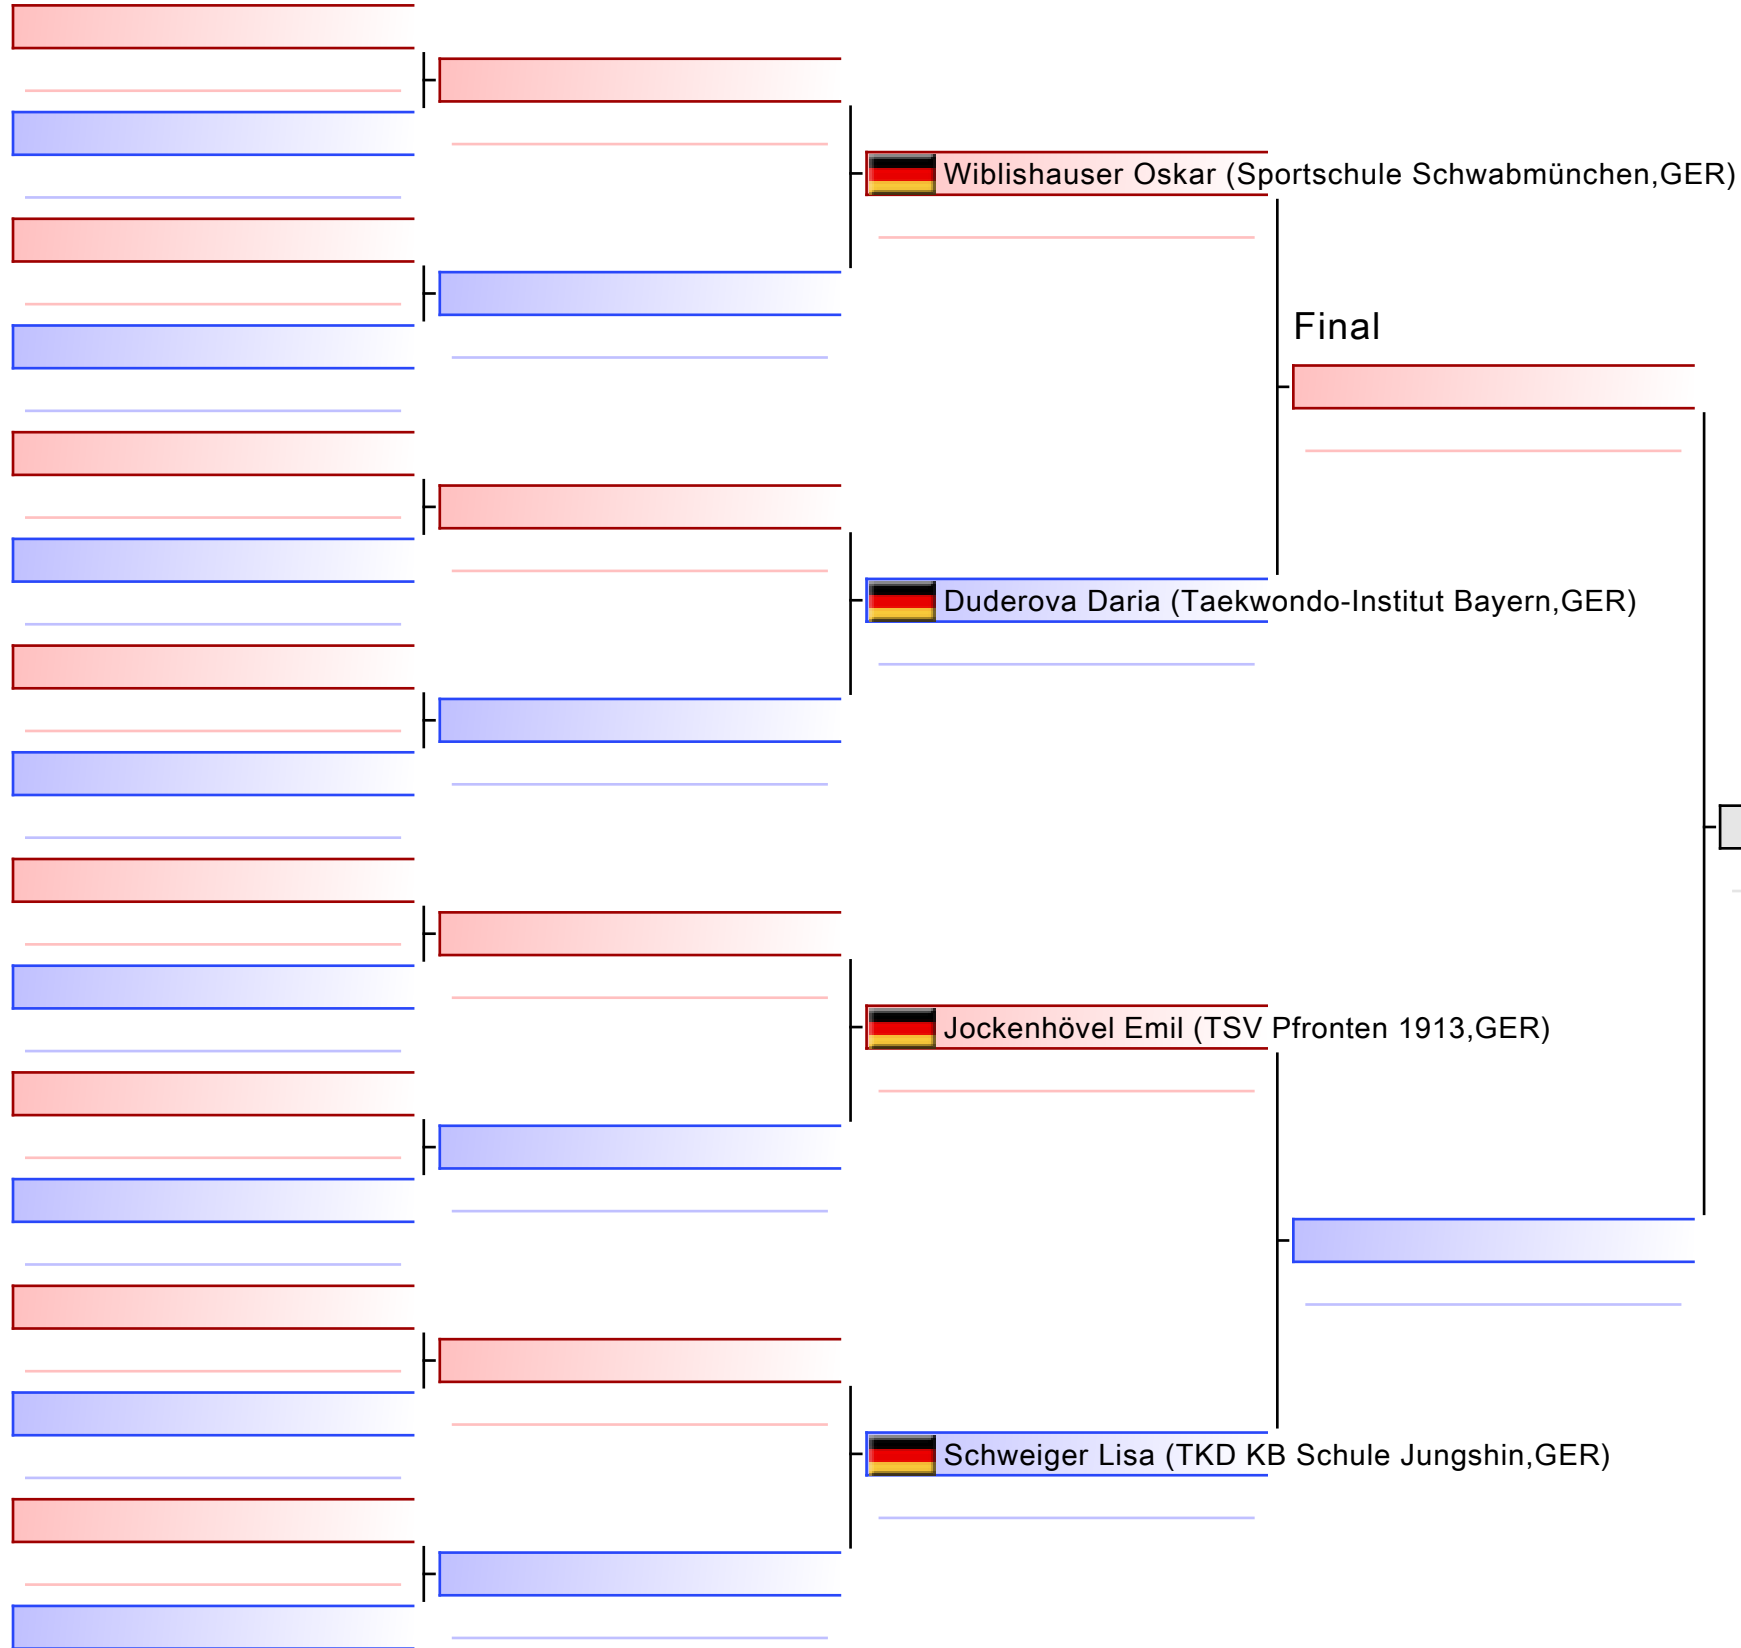 Wiblishauser Oskar (Sportschule Schwabmünchen,GER)
Final
Duderova Daria (Taekwondo-Institut Bayern,GER)
Jockenhövel Emil (TSV Pfronten 1913,GER)
Schweiger Lisa (TKD KB Schule Jungshin,GER)